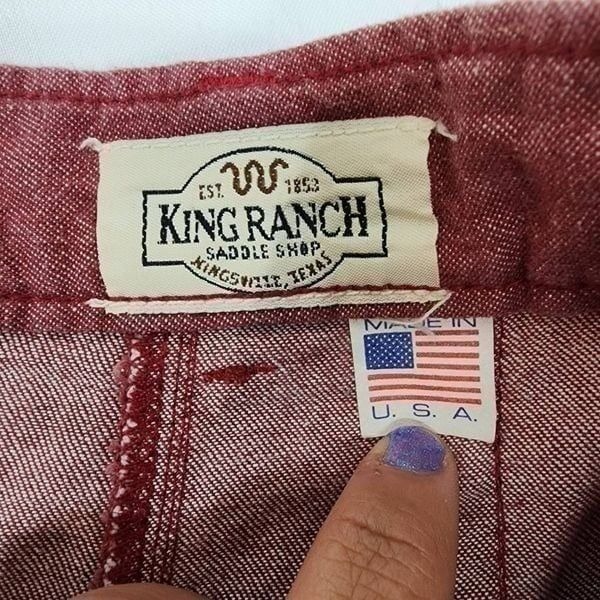 EST. 1853
KING RANCH
SADDLE SHOP
KINGSVILLE, TEXAS
MADE IN
U. S. A.